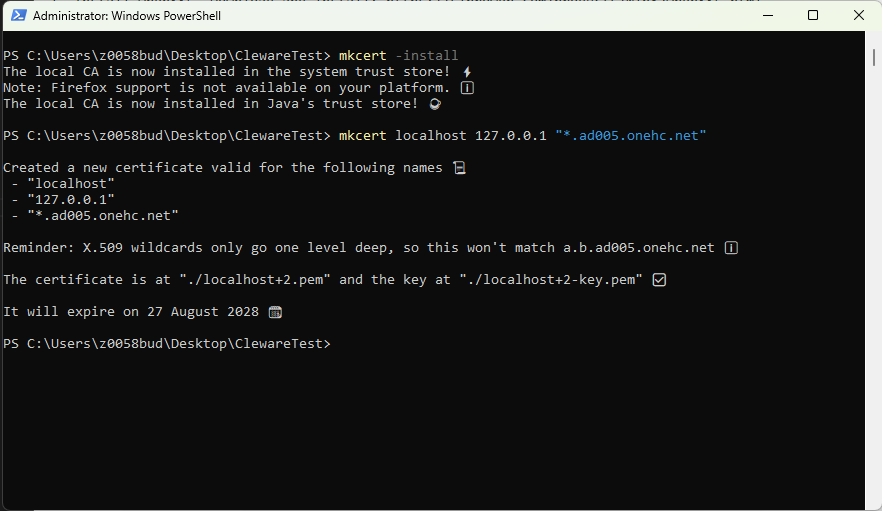 Administrator: Windows PowerShell
PS C:\Users\z0058bud\Desktop\ClewareTest> mkcert -install
The local CA is now installed in the system trust store! ⚡
Note: Firefox support is not available on your platform. ℹ️
The local CA is now installed in Java's trust store! ☕
PS C:\Users\z0058bud\Desktop\ClewareTest> mkcert localhost 127.0.0.1 "*.ad005.onehc.net"
Created a new certificate valid for the following names 📜
- "localhost"
- "127.0.0.1"
- "*.ad005.onehc.net"
Reminder: X.509 wildcards only go one level deep, so this won't match a.b.ad005.onehc.net ℹ️
The certificate is at "./localhost+2.pem" and the key at "./localhost+2-key.pem" ✅
It will expire on 27 August 2028 🗓
PS C:\Users\z0058bud\Desktop\ClewareTest>